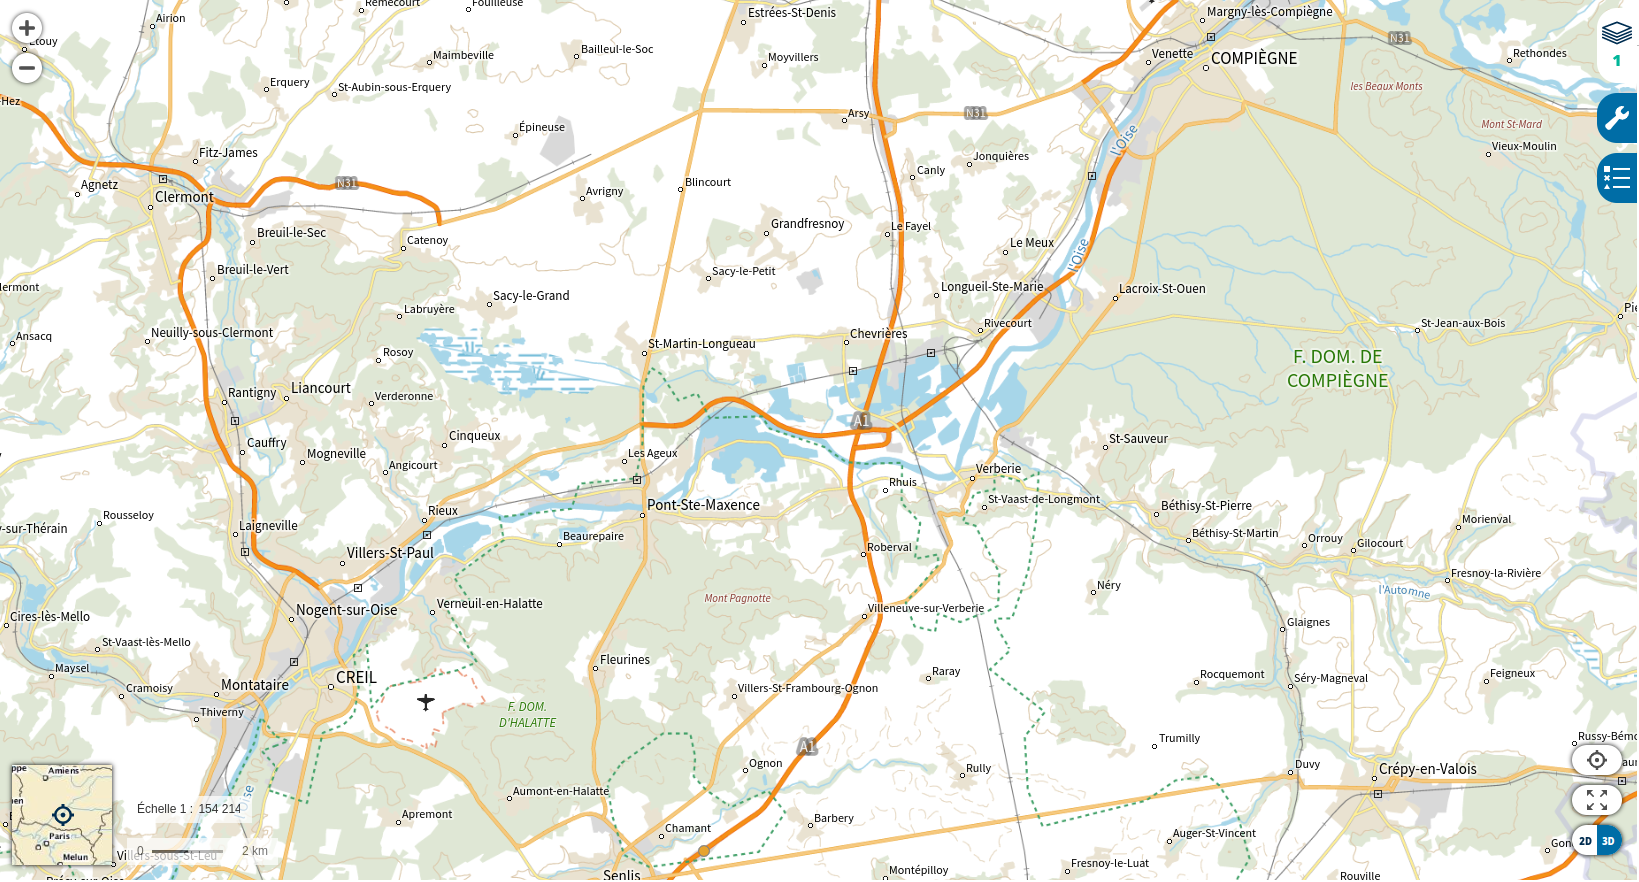 Airion
Remécourt
Fouilleuse
Estrées-St-Denis
Margny-lès-Compiègne
N31
Étouy
Maimbeville
Bailleul-le-Soc
Moyvillers
Venette
COMPIÈGNE
Rethondes
1
Erquery
St-Aubin-sous-Erquery
les Beaux Monts
-Hez
Arsy
N31
Épineuse
Mont St-Mard
l'Oise
Fitz-James
Vieux-Moulin
Jonquières
Canly
Agnetz
N31
Clermont
Avrigny
Blincourt
Grandfresnoy
Le Fayel
Breuil-le-Sec
Catenoy
Le Meux
l'Oise
Breuil-le-Vert
Sacy-le-Petit
lermont
Sacy-le-Grand
Longueil-Ste-Marie
Lacroix-St-Ouen
Labruyère
Pie
Neuilly-sous-Clermont
Ansacq
Rivecourt
St-Jean-aux-Bois
Chevrières
St-Martin-Longueau
Rosoy
F. DOM. DE
COMPIÈGNE
Rantigny
Liancourt
Verderonne
A1
Cauffry
Cinqueux
St-Sauveur
Mogneville
Les Ageux
Angicourt
Verberie
Rhuis
St-Vaast-de-Longmont
Pont-Ste-Maxence
Béthisy-St-Pierre
Rieux
Rousseloy
y-sur-Thérain
Laigneville
Morienval
Béthisy-St-Martin
Orrouy
Gilocourt
Beaurepaire
Roberval
Villers-St-Paul
Fresnoy-la-Rivière
Néry
l'Automne
Mont Pagnotte
Nogent-sur-Oise
Verneuil-en-Halatte
Villeneuve-sur-Verberie
Cires-lès-Mello
Glaignes
St-Vaast-lès-Mello
Fleurines
Maysel
Raray
Rocquemont
Séry-Magneval
Feigneux
CREIL
Montataire
Cramoisy
Villers-St-Frambourg-Ognon
Thiverny
F. DOM.
D'HALATTE
A1
Trumilly
Russy-Bémo
Ognon
Rully
Duvy
Crépy-en-Valois
ppe
Amiens
Aumont-en-Halatte
en
Échelle 1 : 154 214
Apremont
Chamant
Barbery
Auger-St-Vincent
Paris
Melun
0
2 km
2D
3D
Gon
Villers-sous-St-Leu
Fresnoy-le-Luat
Montépilloy
Senlis
Rouville
Précy-sur-Oise